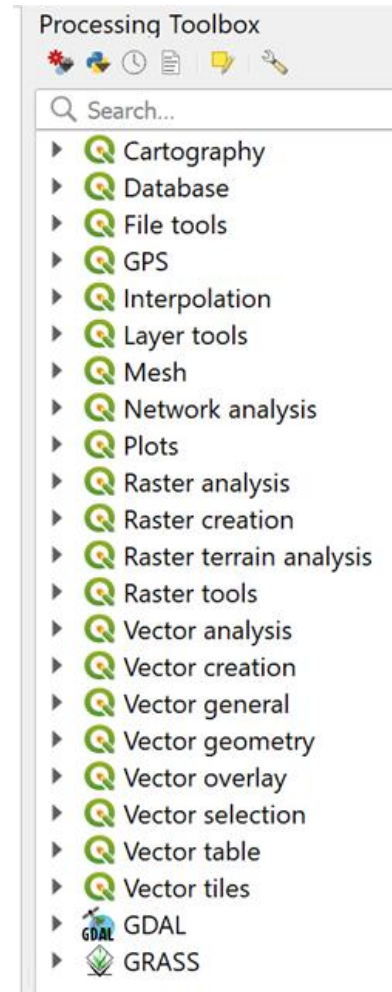 Processing Toolbox
Search...
Cartography
Database
File tools
GPS
Interpolation
Layer tools
Mesh
Network analysis
Plots
Raster analysis
Raster creation
Raster terrain analysis
Raster tools
Vector analysis
Vector creation
Vector general
Vector geometry
Vector overlay
Vector selection
Vector table
Vector tiles
GDAL GDAL
GRASS